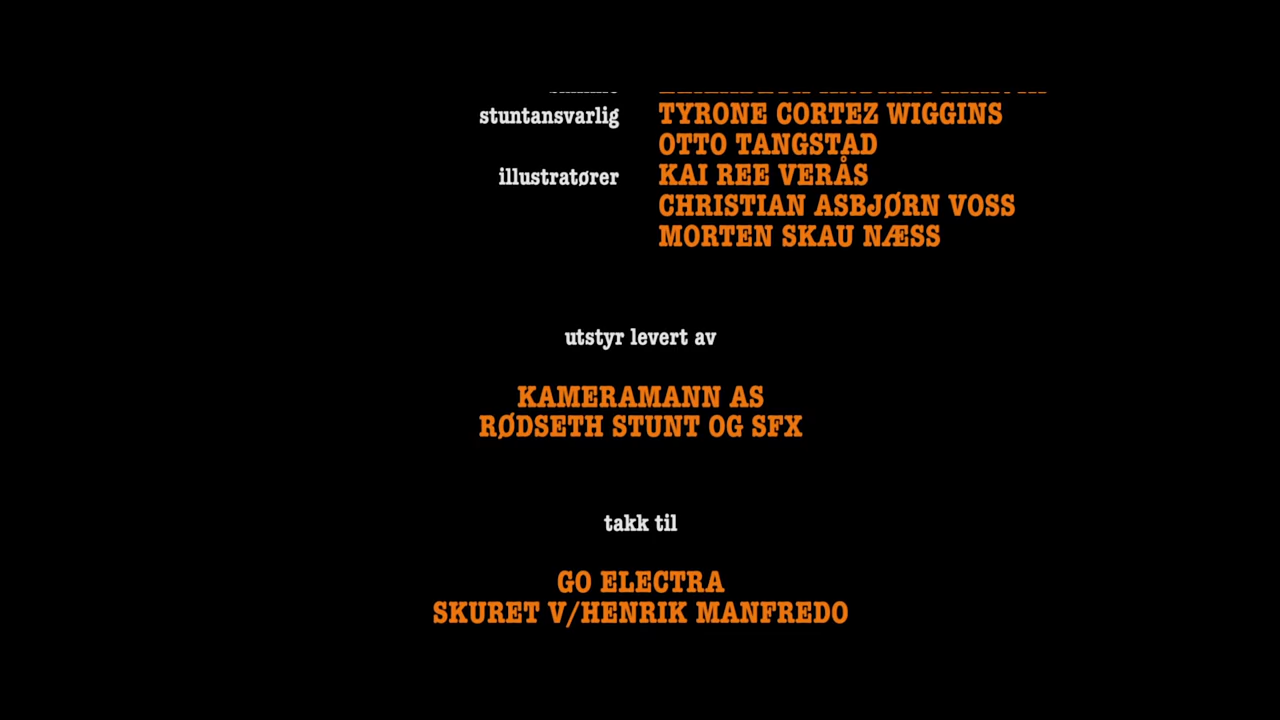 stuntansvarlig TYRONE CORTEZ WIGGINS
OTTO TANGSTAD
illustratører KAI REE VERÅS
CHRISTIAN ASBJØRN VOSS
MORTEN SKAU NÆSS
utstyr levert av
KAMERAMANN AS
RØDSETH STUNT OG SFX
takk til
GO ELECTRA
SKURET V/HENRIK MANFREDO